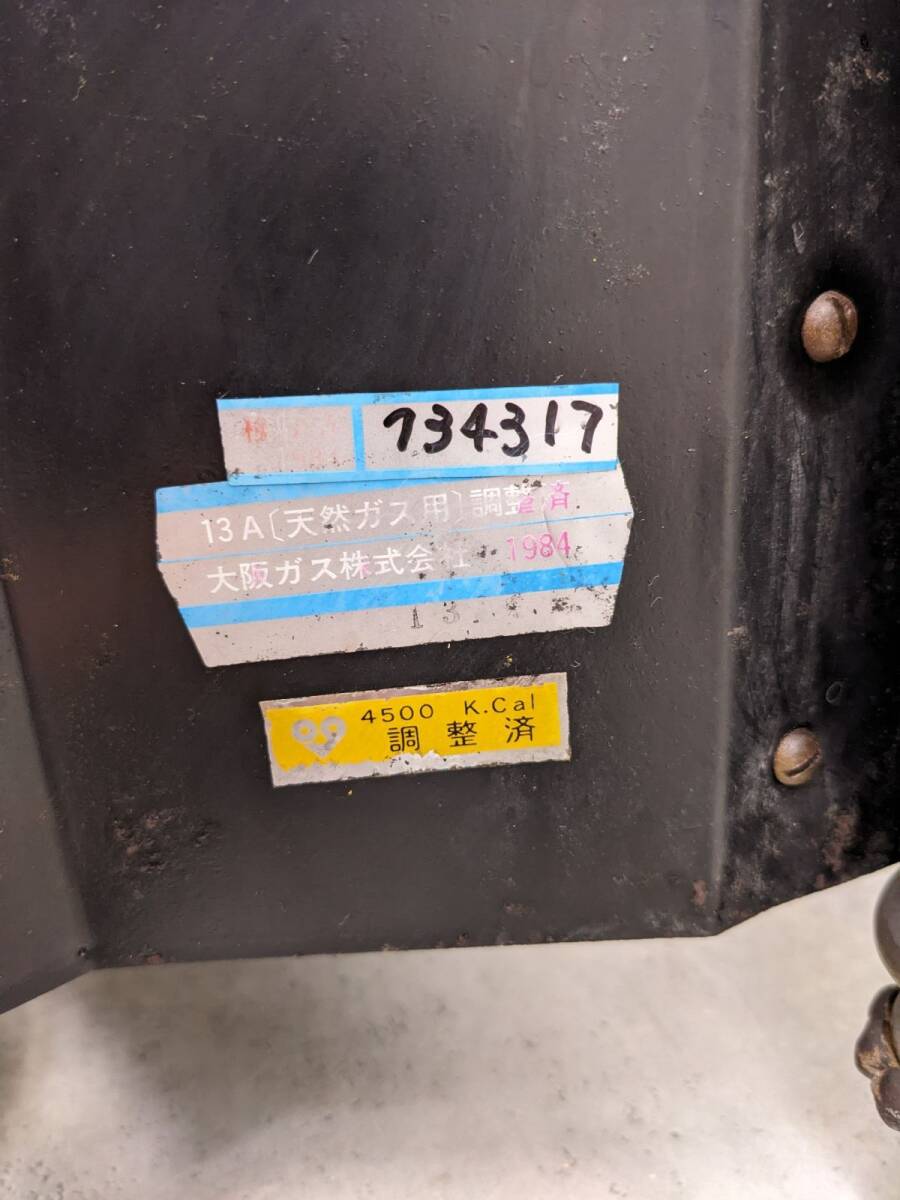 734317
13A〔天然ガス用〕調整済
大阪ガス株式会社 1984
4500 K.Cal
調整済